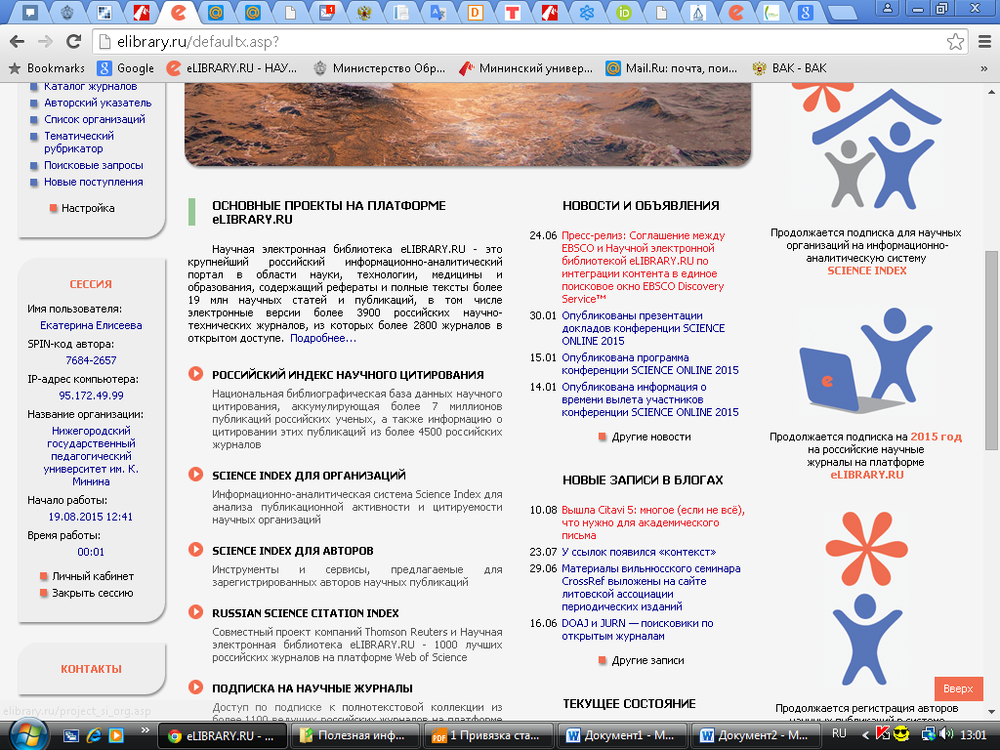 elibrary.ru/defaultx.asp?
Bookmarks
Google
eLIBRARY.RU - НАУ...
Министерство Обр...
Мининский универ...
Mail.Ru: почта, пои...
ВАК - ВАК
»
Каталог журналов
Авторский указатель
Список организаций
Тематический
рубрикатор
Поисковые запросы
Новые поступления
Настройка
СЕССИЯ
Имя пользователя:
Екатерина Елисеева
SPIN-код автора:
7684-2657
IP-адрес компьютера:
95.172.49.99
Название организации:
Нижегородский
государственный
педагогический
университет им. К.
Минина
Начало работы:
19.08.2015 12:41
Время работы:
00:01
Личный кабинет
Закрыть сессию
КОНТАКТЫ
elibrary.ru/project_si_org.asp
ОСНОВНЫЕ ПРОЕКТЫ НА ПЛАТФОРМЕ
eLIBRARY.RU
Научная электронная библиотека eLIBRARY.RU - это
крупнейший российский информационно-аналитический
портал в области науки, технологии, медицины и
образования, содержащий рефераты и полные тексты более
19 млн научных статей и публикаций, в том числе
электронные версии более 3900 российских научно-
технических журналов, из которых более 2800 журналов в
открытом доступе. Подробнее...
РОССИЙСКИЙ ИНДЕКС НАУЧНОГО ЦИТИРОВАНИЯ
Национальная библиографическая база данных научного
цитирования, аккумулирующая более 7 миллионов
публикаций российских ученых, а также информацию о
цитировании этих публикаций из более 4500 российских
журналов
SCIENCE INDEX ДЛЯ ОРГАНИЗАЦИЙ
Информационно-аналитическая система Science Index для
анализа публикационной активности и цитируемости
научных организаций
SCIENCE INDEX ДЛЯ АВТОРОВ
Инструменты и сервисы, предлагаемые для
зарегистрированных авторов научных публикаций
RUSSIAN SCIENCE CITATION INDEX
Совместный проект компаний Thomson Reuters и Научная
электронная библиотека eLIBRARY.RU - 1000 лучших
российских журналов на платформе Web of Science
ПОДПИСКА НА НАУЧНЫЕ ЖУРНАЛЫ
Доступ по подписке к полнотекстовой коллекции из
более 1100 ведущих российских журналов на платформе
НОВОСТИ И ОБЪЯВЛЕНИЯ
24.06 Пресс-релиз: Соглашение между
EBSCO и Научной электронной
библиотекой eLIBRARY.RU по
интеграции контента в единое
поисковое окно EBSCO Discovery
Service™
30.01 Опубликованы презентации
докладов конференции SCIENCE
ONLINE 2015
15.01 Опубликована программа
конференции SCIENCE ONLINE 2015
14.01 Опубликована информация о
времени вылета участников
конференции SCIENCE ONLINE 2015
Другие новости
НОВЫЕ ЗАПИСИ В БЛОГАХ
10.08 Вышла Citavi 5: многое (если не всё),
что нужно для академического
письма
23.07 У ссылок появился «контекст»
29.06 Материалы вильнюсского семинара
CrossRef выложены на сайте
литовской ассоциации
периодических изданий
16.06 DOAJ и JURN — поисковики по
открытым журналам
Другие записи
ТЕКУЩЕЕ СОСТОЯНИЕ
Продолжается подписка для научных
организаций на информационно-
аналитическую систему
SCIENCE INDEX
Продолжается подписка на 2015 год
на российские научные
журналы на платформе
eLIBRARY.RU
Вверх
Продолжается регистрация авторов
научных публикаций в системе
eLIBRARY.RU - ...
Полезная инф...
1 Привязка ста...
Документ1 - М...
Документ2 - М...
RU
13:01